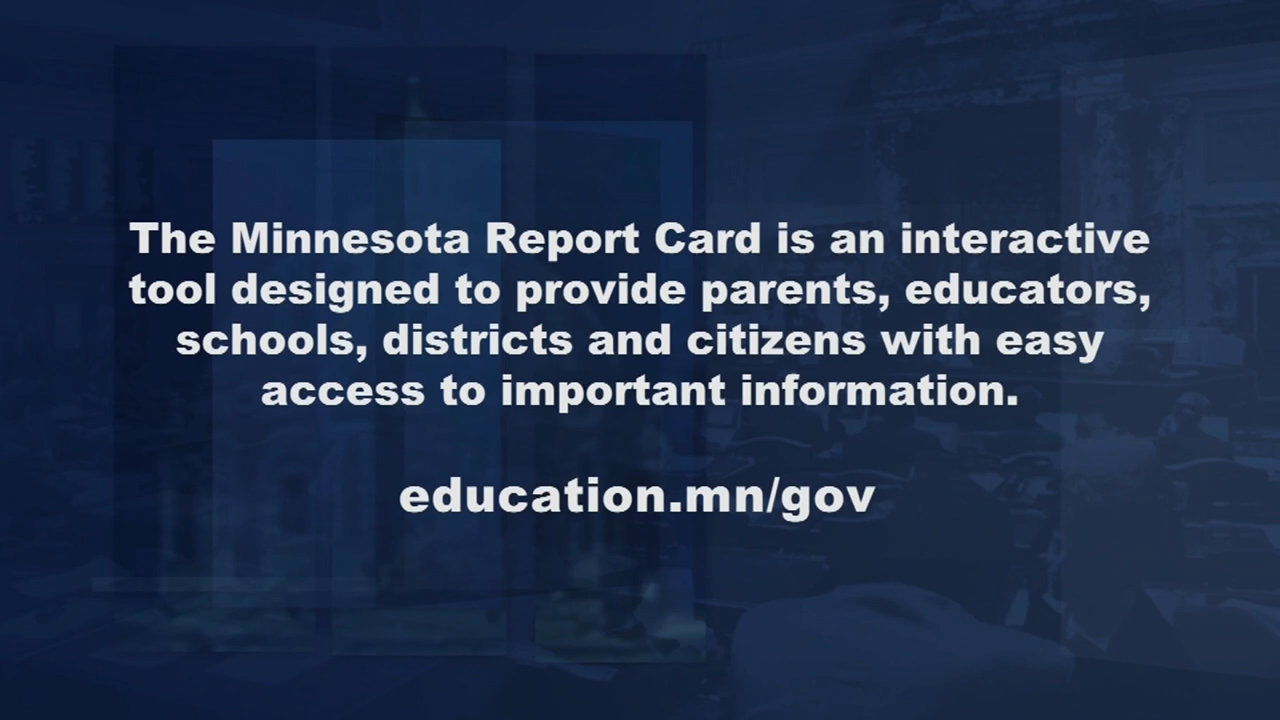 The Minnesota Report Card is an interactive
tool designed to provide parents, educators,
schools, districts and citizens with easy
access to important information.
education.mn/gov